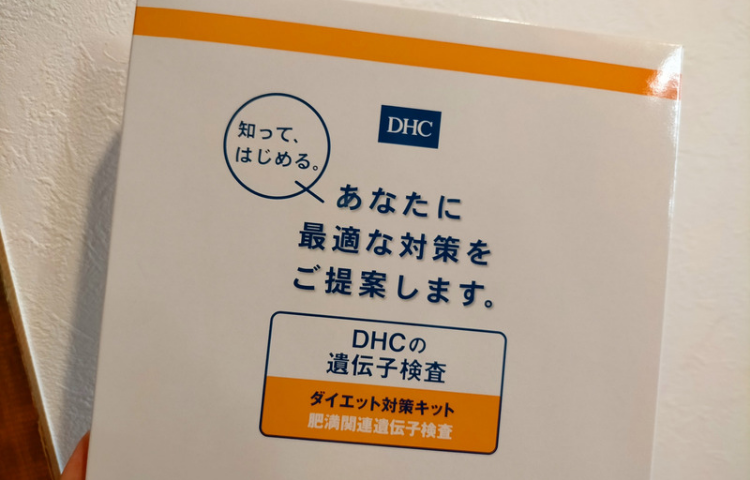 DHC
知って、
はじめる。
あなたに
最適な対策を
ご提案します。
DHCの
遺伝子検査
ダイエット対策キット
肥満関連遺伝子検査